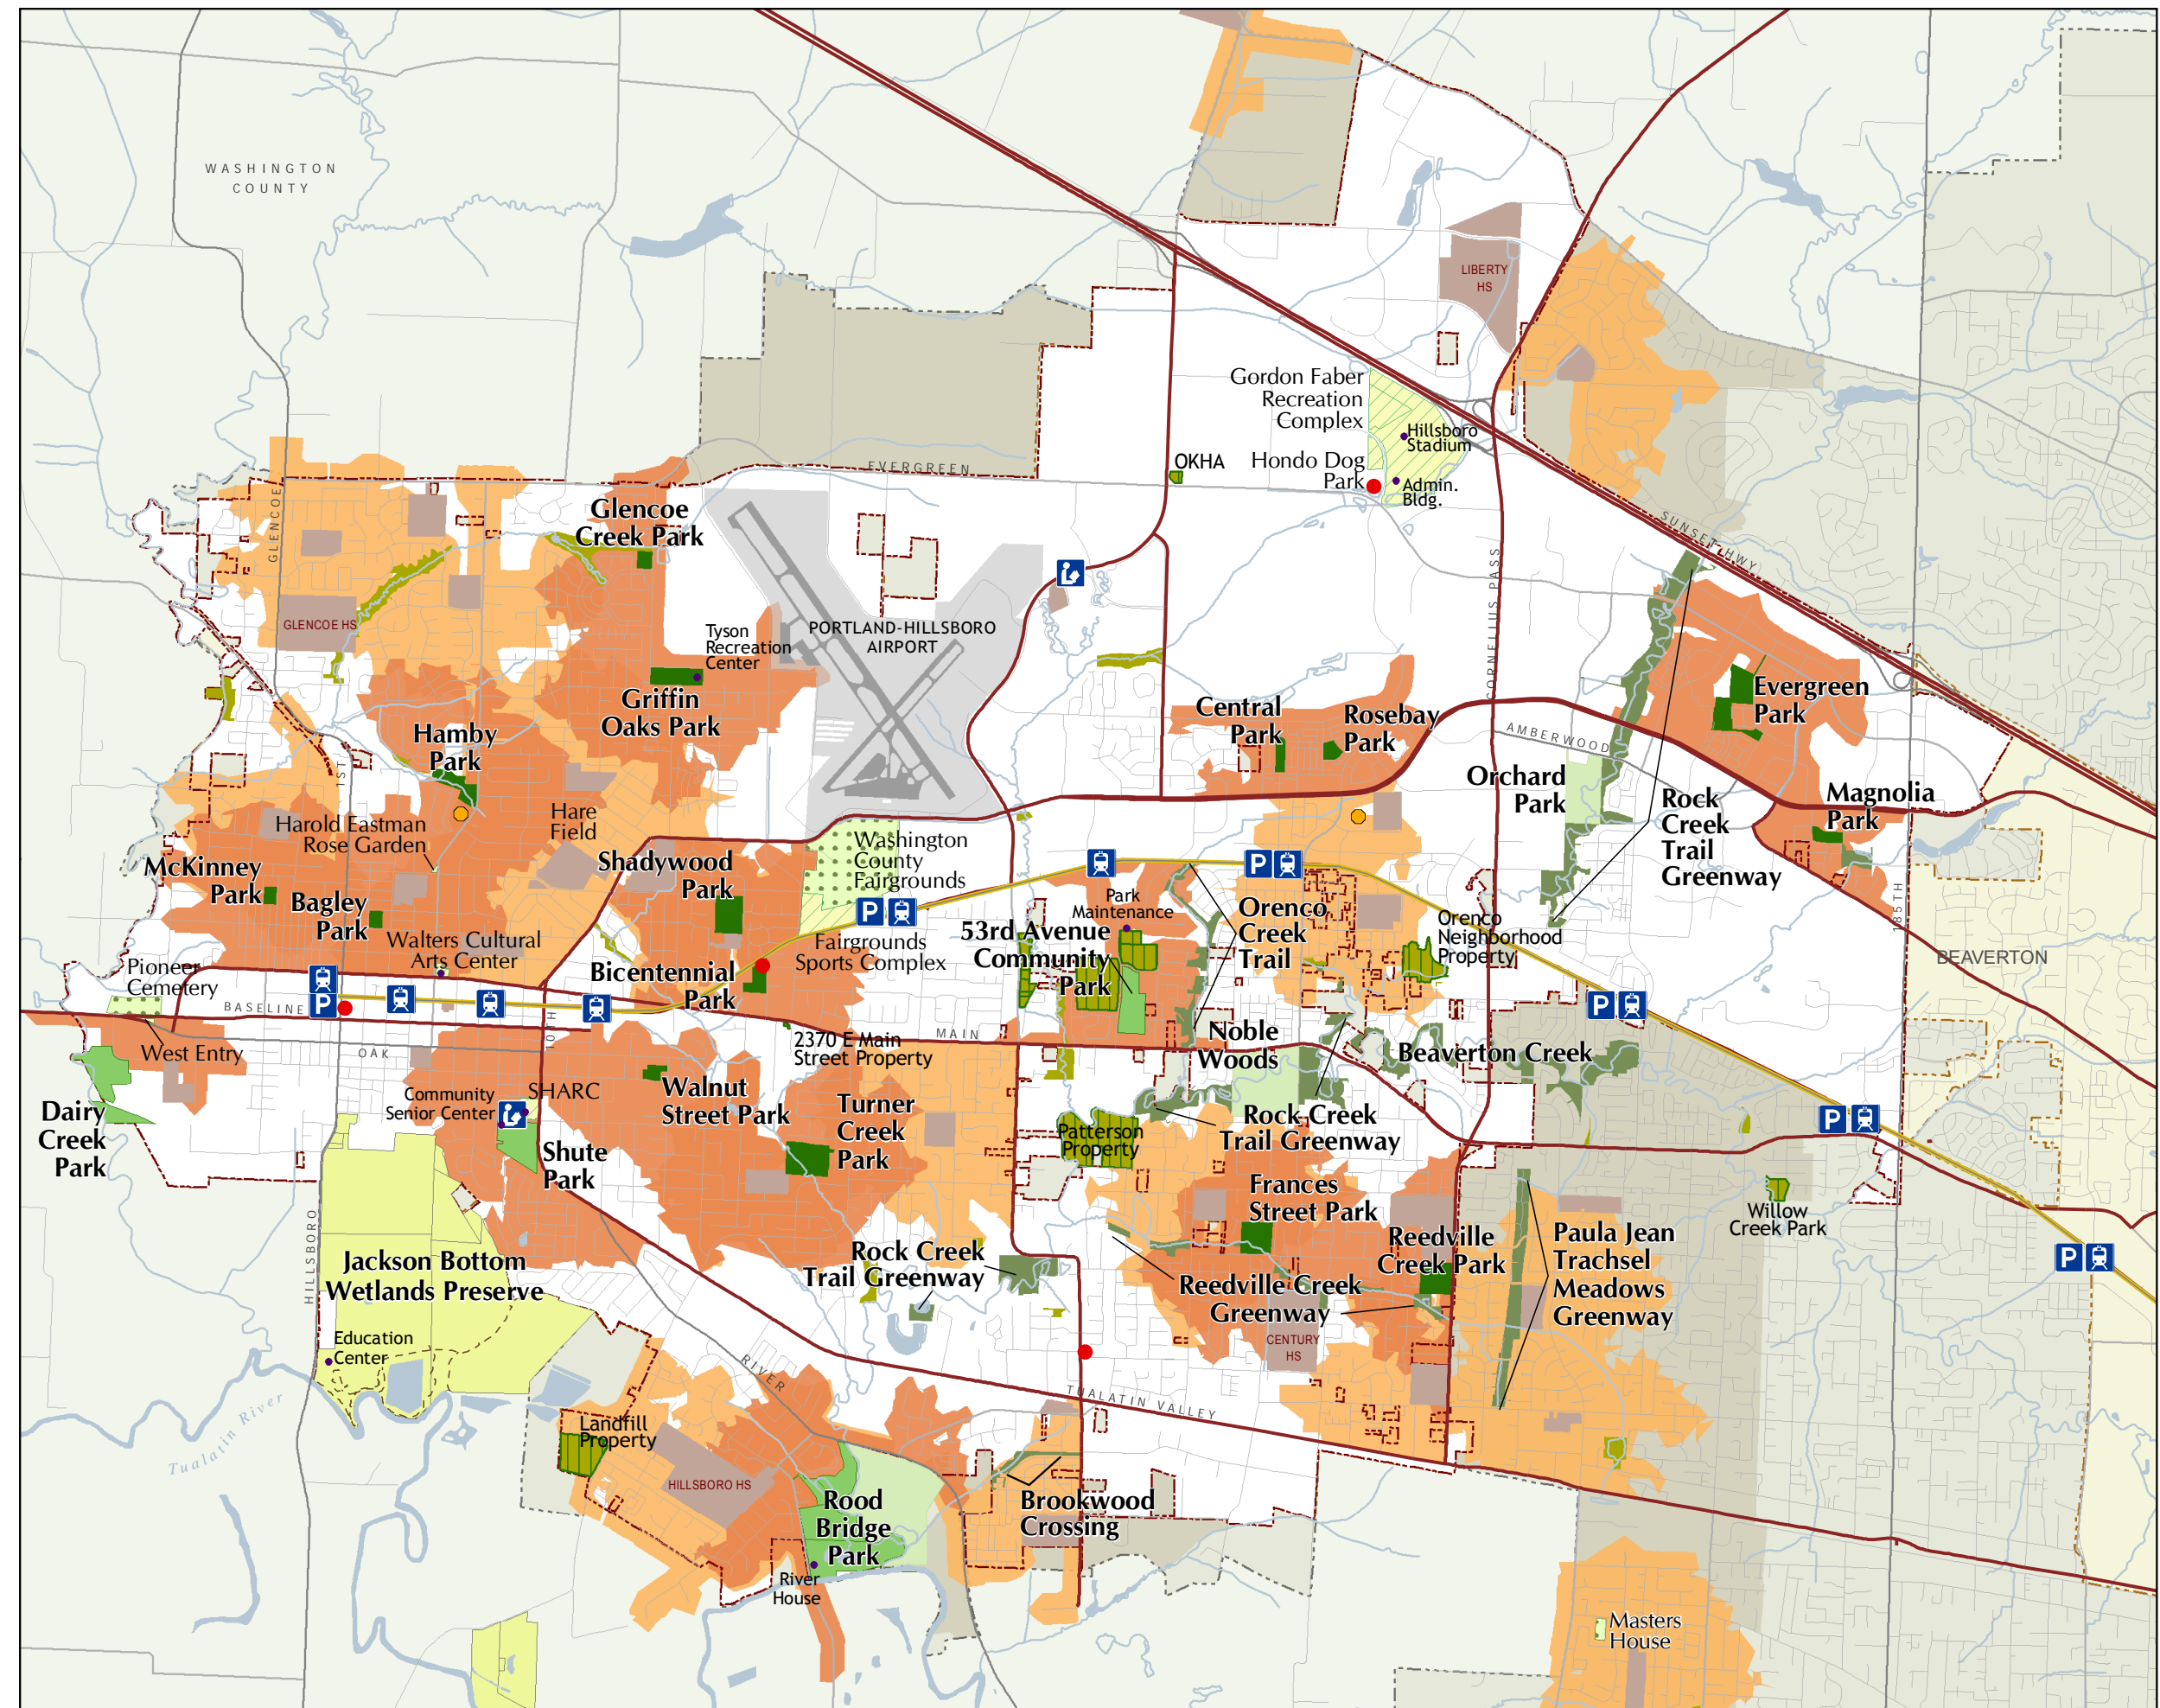 WASHINGTON
COUNTY
LIBERTY
HS
Gordon Faber
Recreation
Complex
Hillsboro
Stadium
OKHA
Hondo Dog
Park
Admin.
Bldg.
EVERGREEN
GLENCOE
Glencoe
Creek Park
SUNSET HWY
CORNELIUS PASS
GLENCOE HS
Tyson
Recreation
Center
PORTLAND-HILLSBORO
AIRPORT
Griffin
Oaks Park
Hamby
Park
1ST
Central
Park
Rosebay
Park
Evergreen
Park
AMBERWOOD
Orchard
Park
Rock
Creek
Trail
Greenway
Magnolia
Park
Harold Eastman
Rose Garden
Hare
Field
McKinney
Park
Bagley
Park
Shadywood
Park
Washington
County
Fairgrounds
P
P
Park
Maintenance
53rd Avenue
Community
Park
Orenco
Creek
Trail
Orenco
Neighborhood
Property
185TH
BEAVERTON
Walters Cultural
Arts Center
Fairgrounds
Sports Complex
Pioneer
Cemetery
Bicentennial
Park
P
P
BASELINE
10TH
MAIN
West Entry
OAK
2370 E Main
Street Property
Noble
Woods
Beaverton Creek
Community
Senior Center
SHARC
Walnut
Street Park
Turner
Creek
Park
Dairy
Creek
Park
Shute
Park
Patterson
Property
Rock Creek
Trail Greenway
P
Frances
Street Park
Willow
Creek Park
HILLSBORO
Jackson Bottom
Wetlands Preserve
Rock Creek
Trail Greenway
Reedville
Creek Park
Reedville Creek
Greenway
Paula Jean
Trachsel
Meadows
Greenway
P
Education
Center
CENTURY
HS
RIVER
TUALATIN VALLEY
Tualatin River
Landfill
Property
HILLSBORO HS
Rood
Bridge
Park
Brookwood
Crossing
River
House
Masters
House